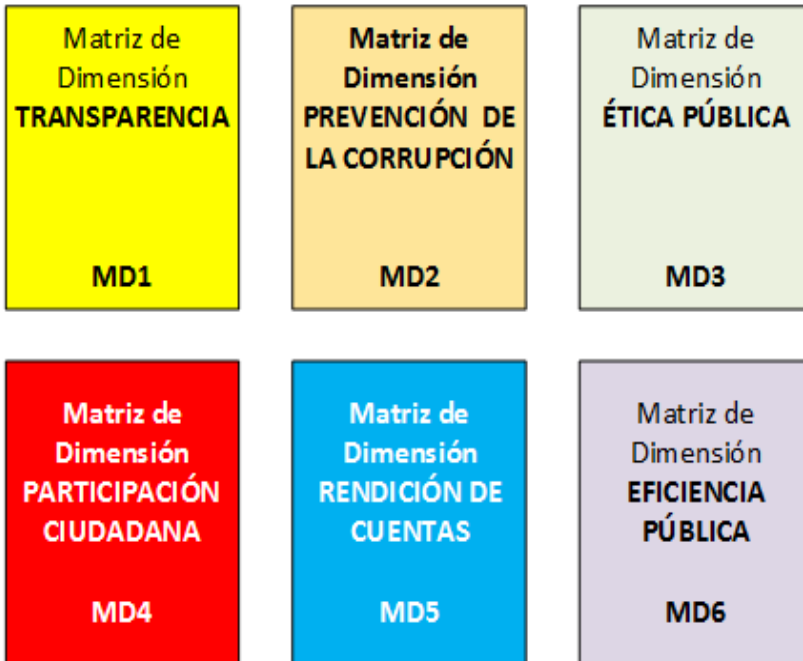 Matriz de
Dimensión
TRANSPARENCIA
MD1
Matriz de
Dimensión
PREVENCIÓN DE
LA CORRUPCIÓN
MD2
Matriz de
Dimensión
ÉTICA PÚBLICA
MD3
Matriz de
Dimensión
PARTICIPACIÓN
CIUDADANA
MD4
Matriz de
Dimensión
RENDICIÓN DE
CUENTAS
MD5
Matriz de
Dimensión
EFICIENCIA
PÚBLICA
MD6